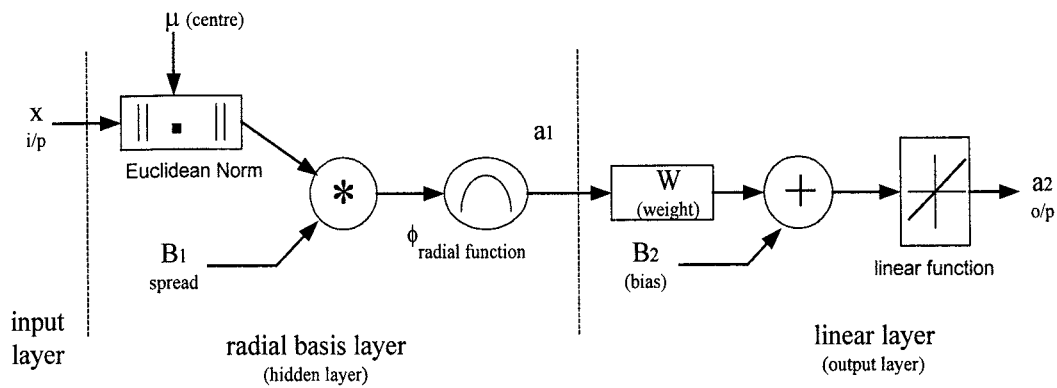 μ (centre)
x
i/p
|| ▪ ||
Euclidean Norm
*
B1
spread
ϕ radial function
a1
W
(weight)
+
B2
(bias)
linear function
a2
o/p
input
layer
radial basis layer
(hidden layer)
linear layer
(output layer)